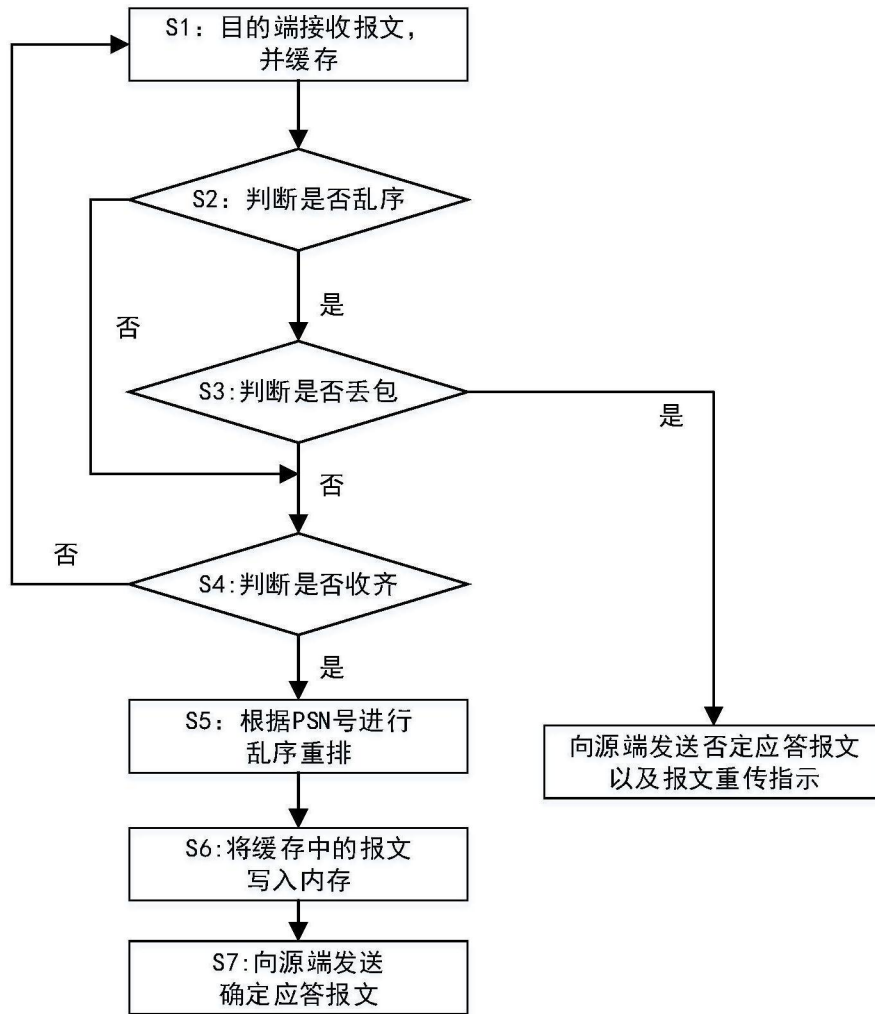 S1：目的端接收报文，
并缓存
S2：判断是否乱序
是
否
S3:判断是否丢包
是
否
否
S4:判断是否收齐
是
S5：根据PSN号进行
乱序重排
向源端发送否定应答报文
以及报文重传指示
S6:将缓存中的报文
写入内存
S7:向源端发送
确定应答报文